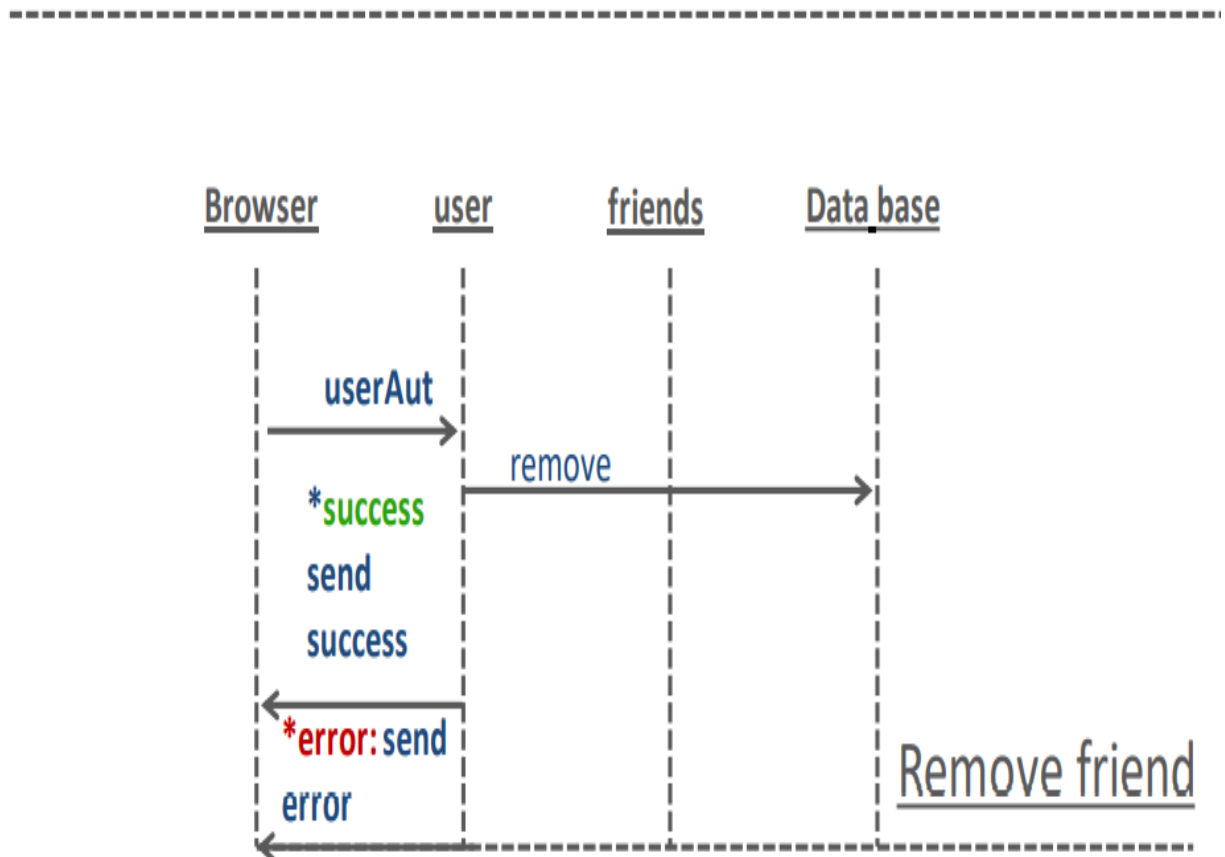 Browser user friends Data base
userAut
remove
*success
send
success
*error: send
error
Remove friend